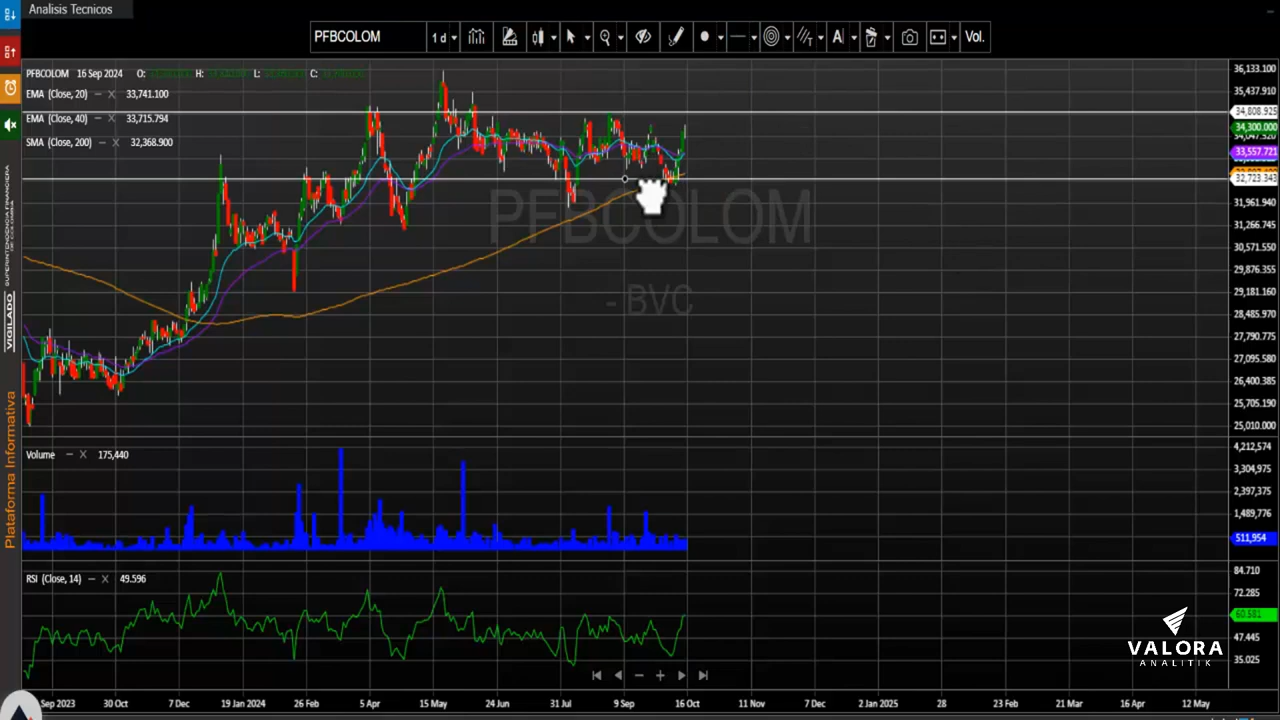 Analisis Tecnicos
PFBCOLOM
1 d
A
T
Vol.
PFBCOLOM 16 Sep 2024 O: H: L: C:
EMA (Close, 20) – X 33,741.100
EMA (Close, 40) – X 33,715.794
SMA (Close, 200) – X 32,368.900
PFBCOLOM
- BVC
36,133.100
35,437.910
34,808.925
34,300.000
33,557.721
32,723.343
31,961.940
31,266.745
30,571.550
29,876.355
29,181.160
28,485.970
27,790.775
27,095.580
26,400.385
25,705.190
25,010.000
Volume – X 175,440
4,212,574
3,304,975
2,397,375
1,489,776
511,954
RSI (Close, 14) – X 49.596
84.710
72.285
60.581
47.445
35.025
VALORA
ANALITIK
Sep 2023
30 Oct
7 Dec
19 Jan 2024
26 Feb
5 Apr
15 May
24 Jun
31 Jul
9 Sep
16 Oct
11 Nov
7 Dec
2 Jan 2025
28
23 Feb
21 Mar
16 Apr
12 May
SUPERINTENDENCIA FINANCIERA
VIGILADO
Plataforma Informativa